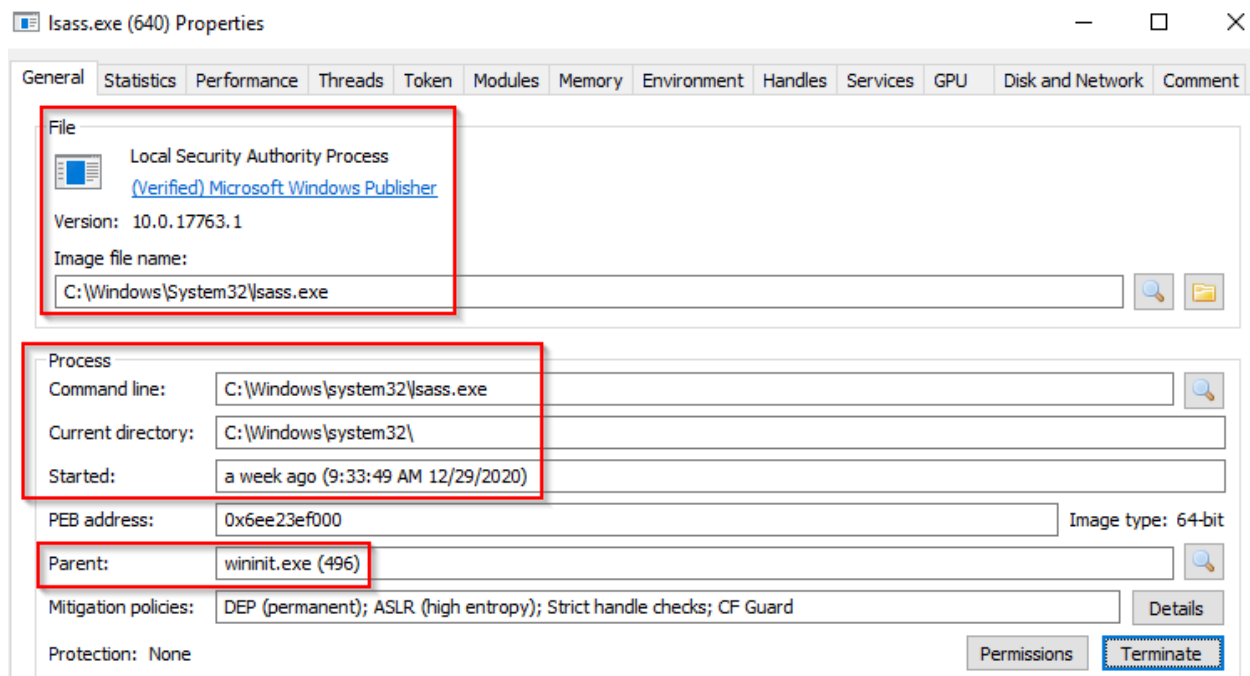 lsass.exe (640) Properties
General Statistics Performance Threads Token Modules Memory Environment Handles Services GPU Disk and Network Comment
File
Local Security Authority Process
(Verified) Microsoft Windows Publisher
Version: 10.0.17763.1
Image file name:
C:\Windows\System32\lsass.exe
Process
Command line: C:\Windows\system32\lsass.exe
Current directory: C:\Windows\system32\
Started: a week ago (9:33:49 AM 12/29/2020)
PEB address: 0x6ee23ef000 Image type: 64-bit
Parent: wininit.exe (496)
Mitigation policies: DEP (permanent); ASLR (high entropy); Strict handle checks; CF Guard Details
Protection: None Permissions Terminate